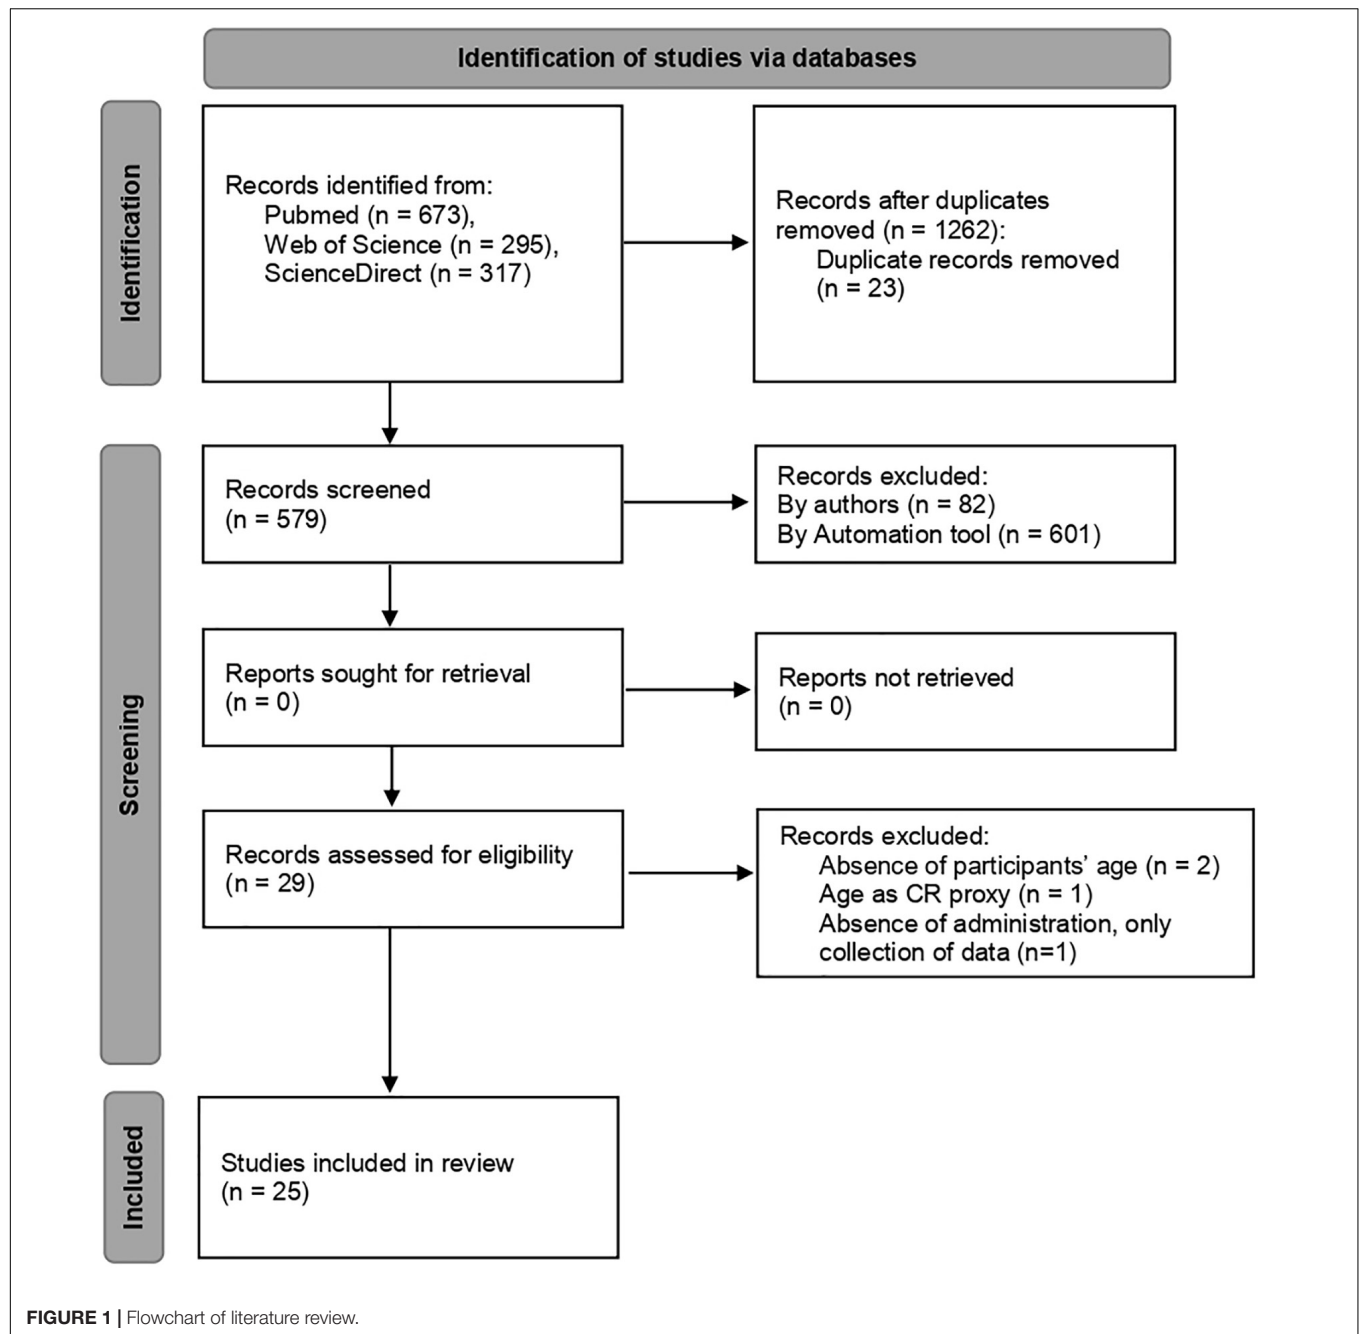 Identification of studies via databases
Identification
Records identified from:
Pubmed (n = 673),
Web of Science (n = 295),
ScienceDirect (n = 317)
Records after duplicates
removed (n = 1262):
Duplicate records removed
(n = 23)
Screening
Records screened
(n = 579)
Records excluded:
By authors (n = 82)
By Automation tool (n = 601)
Reports sought for retrieval
(n = 0)
Reports not retrieved
(n = 0)
Records assessed for eligibility
(n = 29)
Records excluded:
Absence of participants’ age (n = 2)
Age as CR proxy (n = 1)
Absence of administration, only
collection of data (n=1)
Included
Studies included in review
(n = 25)
FIGURE 1 | Flowchart of literature review.